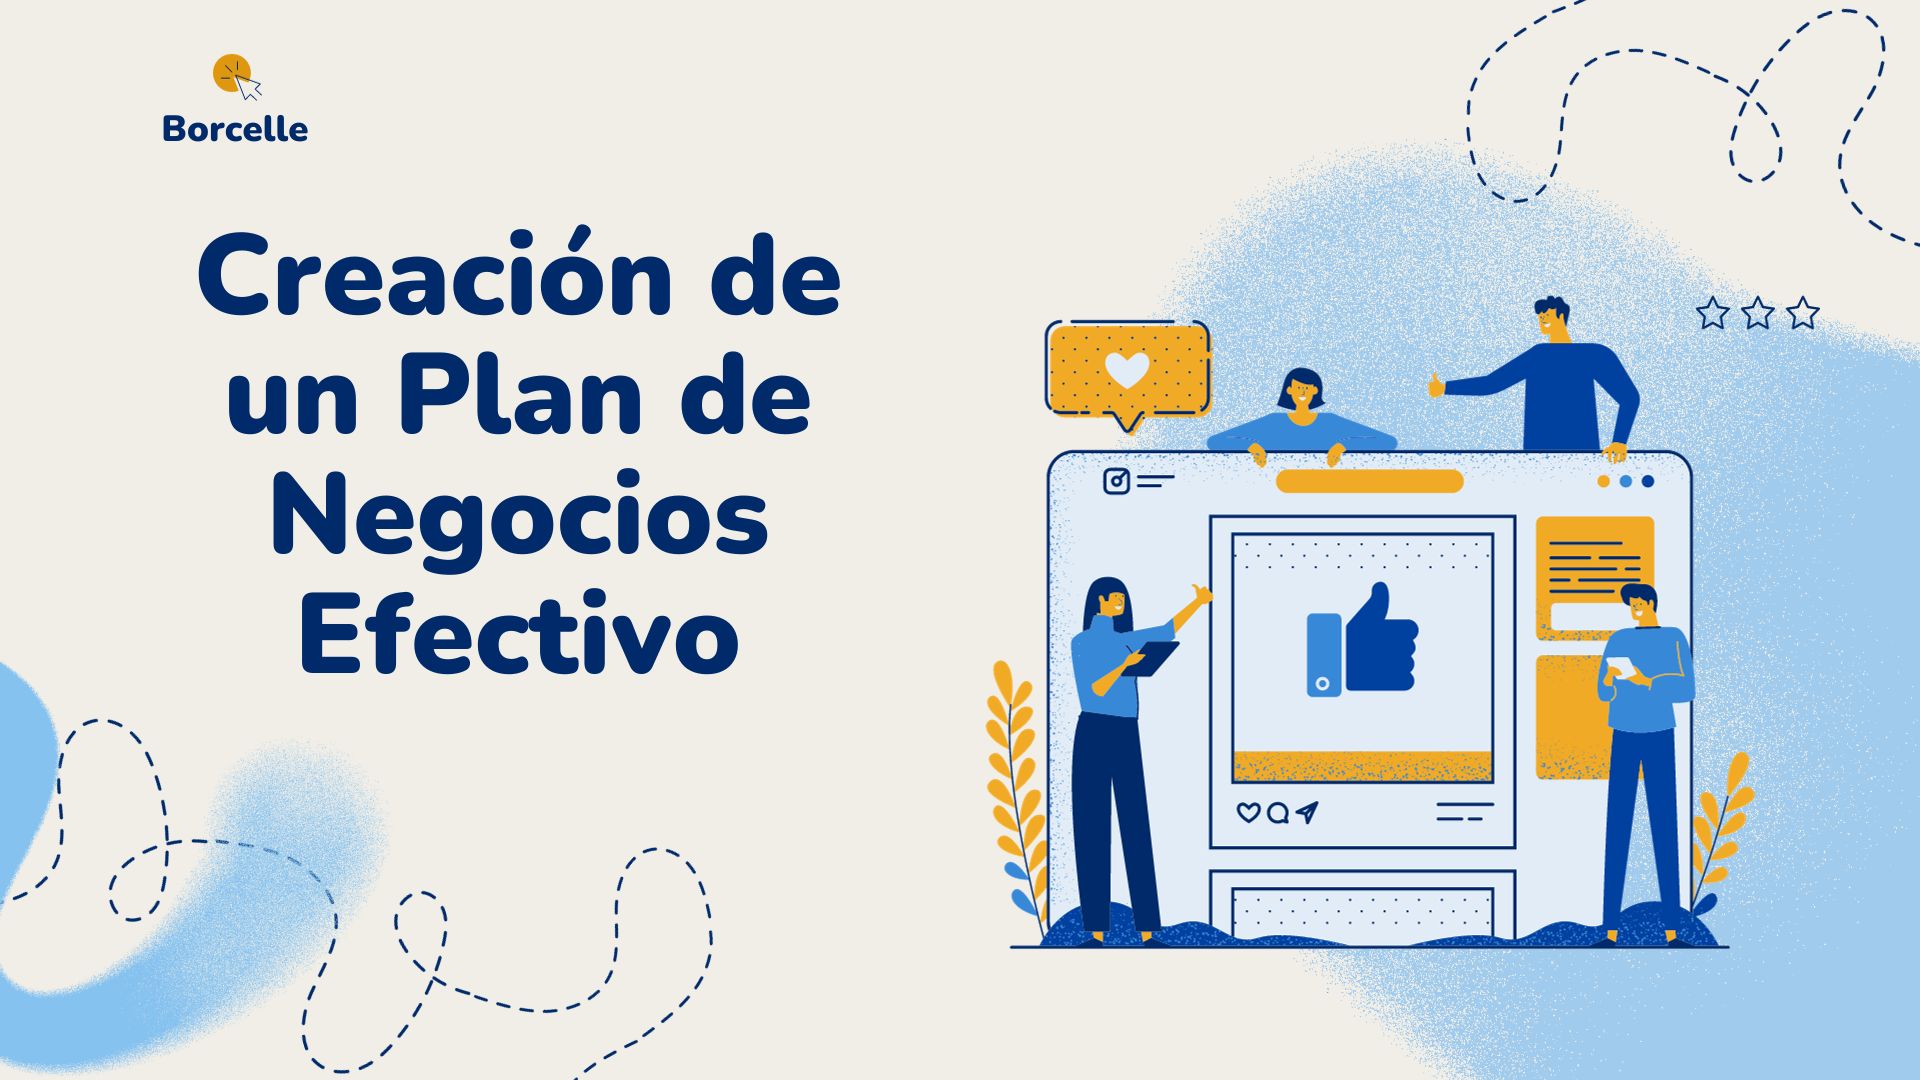 Borcelle
Creación de
un Plan de
Negocios
Efectivo